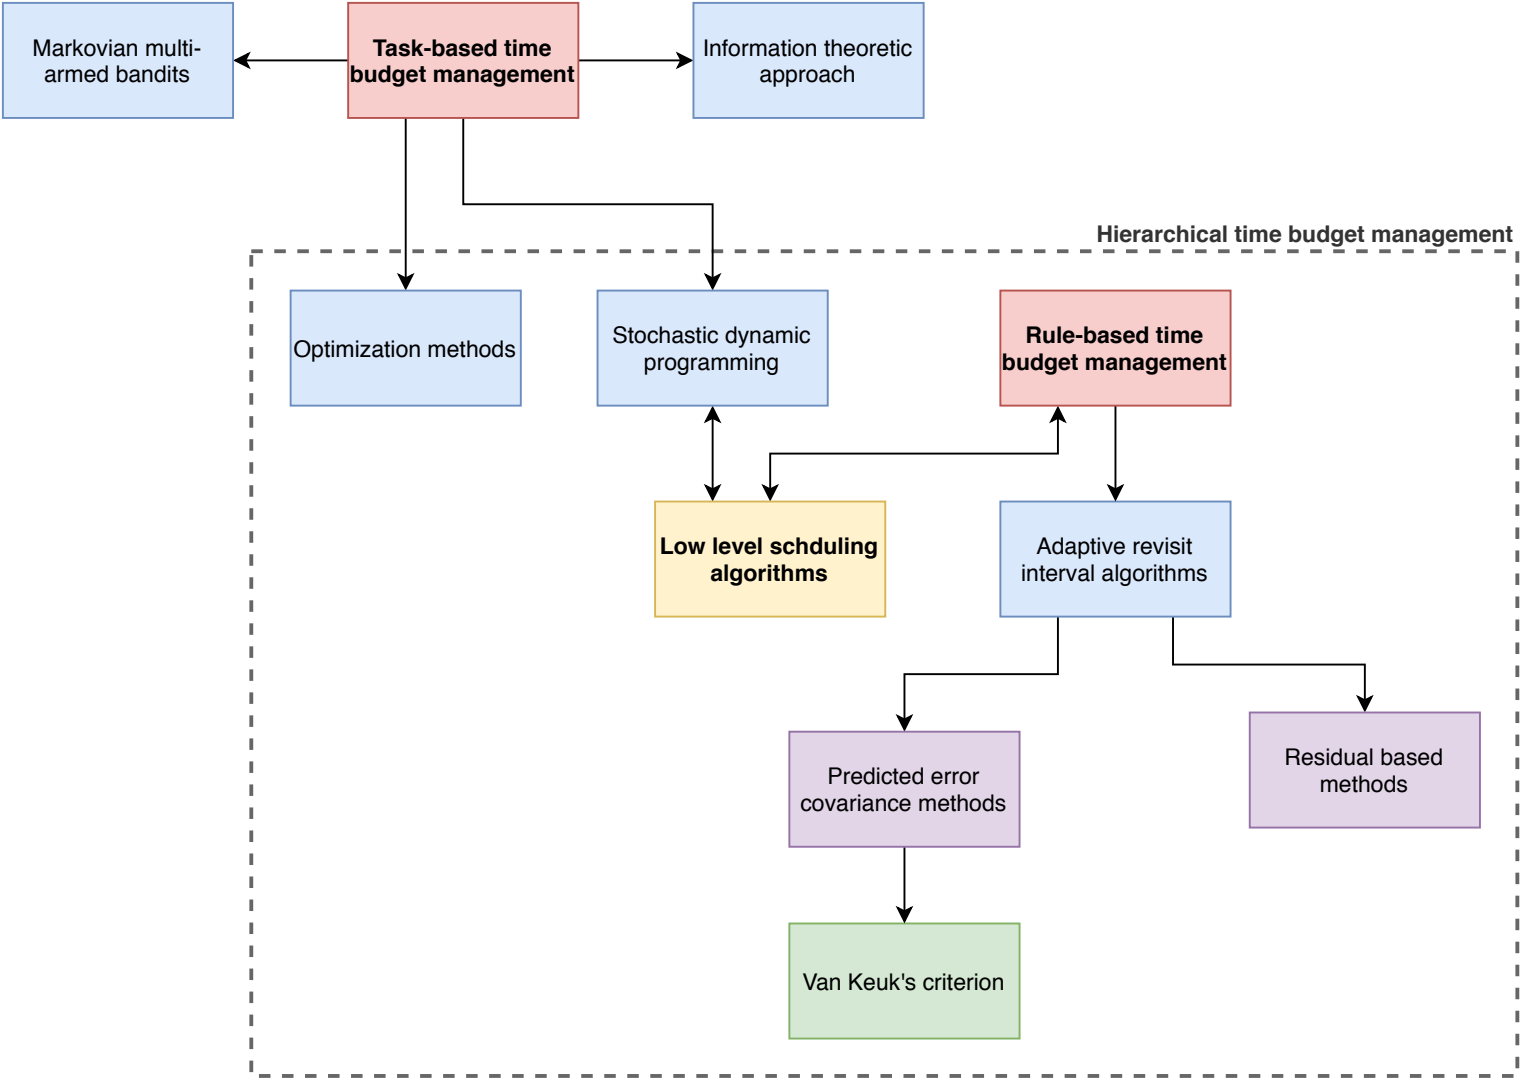 Markovian multi-
armed bandits
Task-based time
budget management
Information theoretic
approach
Hierarchical time budget management
Optimization methods
Stochastic dynamic
programming
Rule-based time
budget management
Low level schduling
algorithms
Adaptive revisit
interval algorithms
Predicted error
covariance methods
Residual based
methods
Van Keuk's criterion